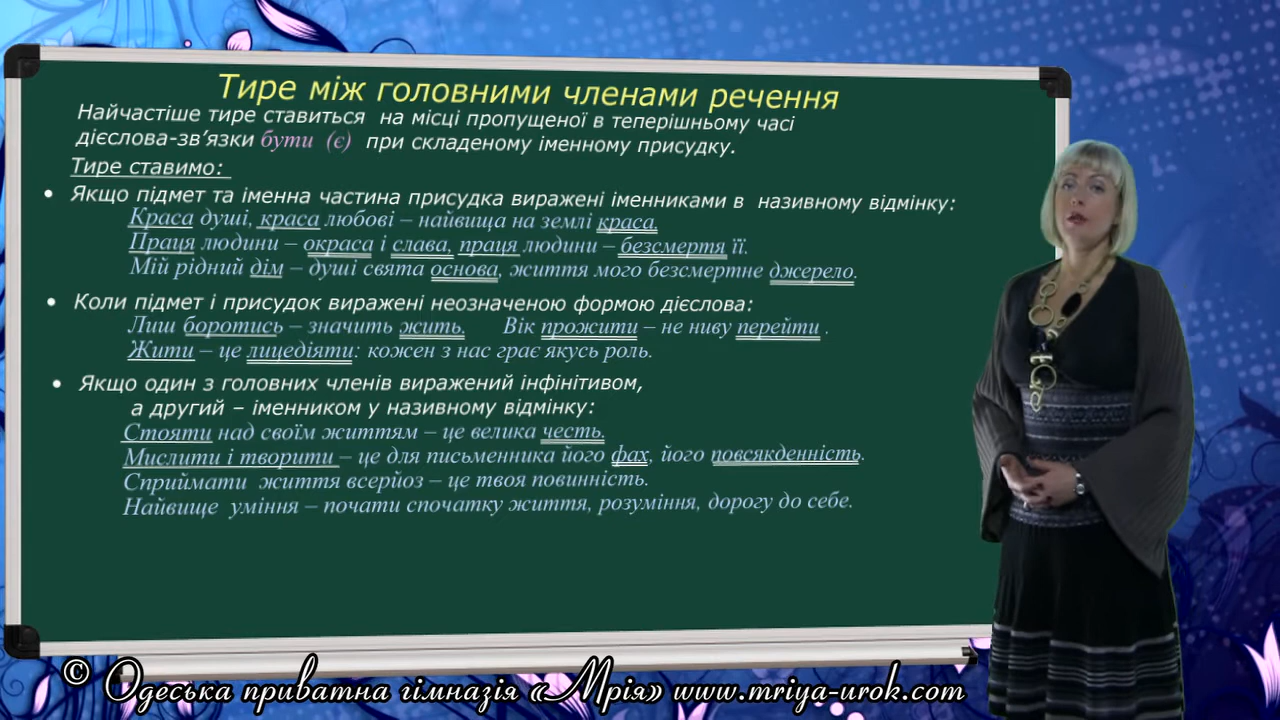 Тире між головними членами речення
Найчастіше тире ставиться на місці пропущеної в теперішньому часі
дієслова-зв’язки бути (є) при складеному іменному присудку.
Тире ставимо:
• Якщо підмет та іменна частина присудка виражені іменниками в називному відмінку:
Краса душі, краса любові – найвища на землі краса.
Праця людини – окраса і слава, праця людини – безсмертя її.
Мій рідний дім – душі свята основа, життя мого безсмертне джерело.
• Коли підмет і присудок виражені неозначеною формою дієслова:
Лиш боротись – значить жить. Вік прожити – не ниву перейти .
Жити – це лицедіяти: кожен з нас грає якусь роль.
• Якщо один з головних членів виражений інфінітивом,
а другий – іменником у називному відмінку:
Стояти над своїм життям – це велика честь.
Мислити і творити – це для письменника його фах, його повсякденність.
Сприймати життя всерйоз – це твоя повинність.
Найвище уміння – почати спочатку життя, розуміння, дорогу до себе.
© Одеська приватна гімназія «Мрія» www.mriya-urok.com